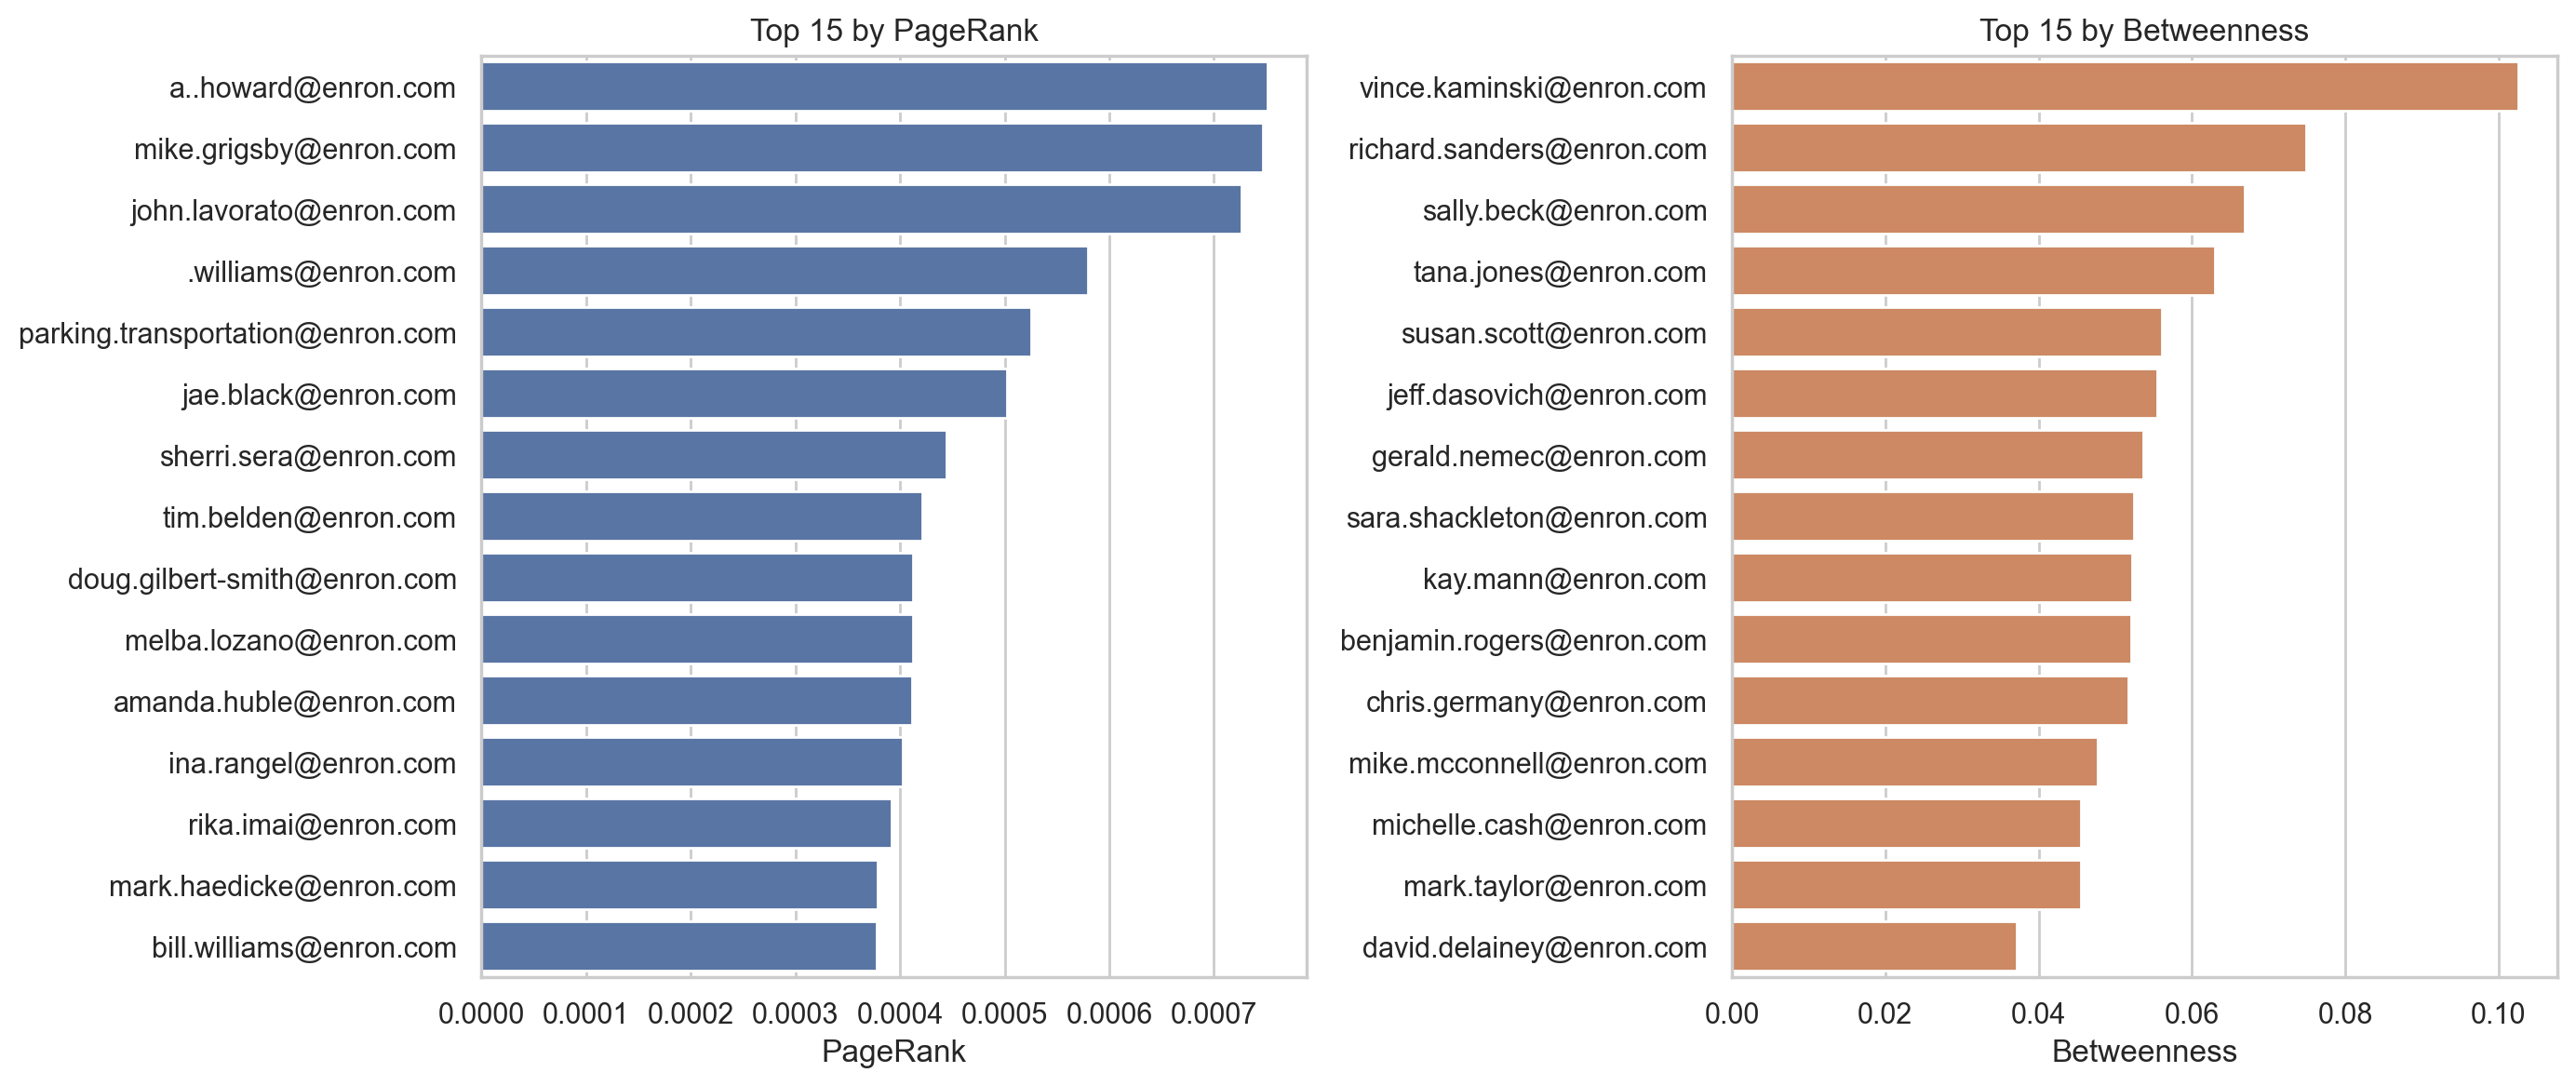 Top 15 by PageRank
a..howard@enron.com
mike.grigsby@enron.com
john.lavorato@enron.com
.williams@enron.com
parking.transportation@enron.com
jae.black@enron.com
sherri.sera@enron.com
tim.belden@enron.com
doug.gilbert-smith@enron.com
melba.lozano@enron.com
amanda.huble@enron.com
ina.rangel@enron.com
rika.imai@enron.com
mark.haedicke@enron.com
bill.williams@enron.com
0.0000 0.0001 0.0002 0.0003 0.0004 0.0005 0.0006 0.0007
PageRank
Top 15 by Betweenness
vince.kaminski@enron.com
richard.sanders@enron.com
sally.beck@enron.com
tana.jones@enron.com
susan.scott@enron.com
jeff.dasovich@enron.com
gerald.nemec@enron.com
sara.shackleton@enron.com
kay.mann@enron.com
benjamin.rogers@enron.com
chris.germany@enron.com
mike.mcconnell@enron.com
michelle.cash@enron.com
mark.taylor@enron.com
david.delainey@enron.com
0.00 0.02 0.04 0.06 0.08 0.10
Betweenness